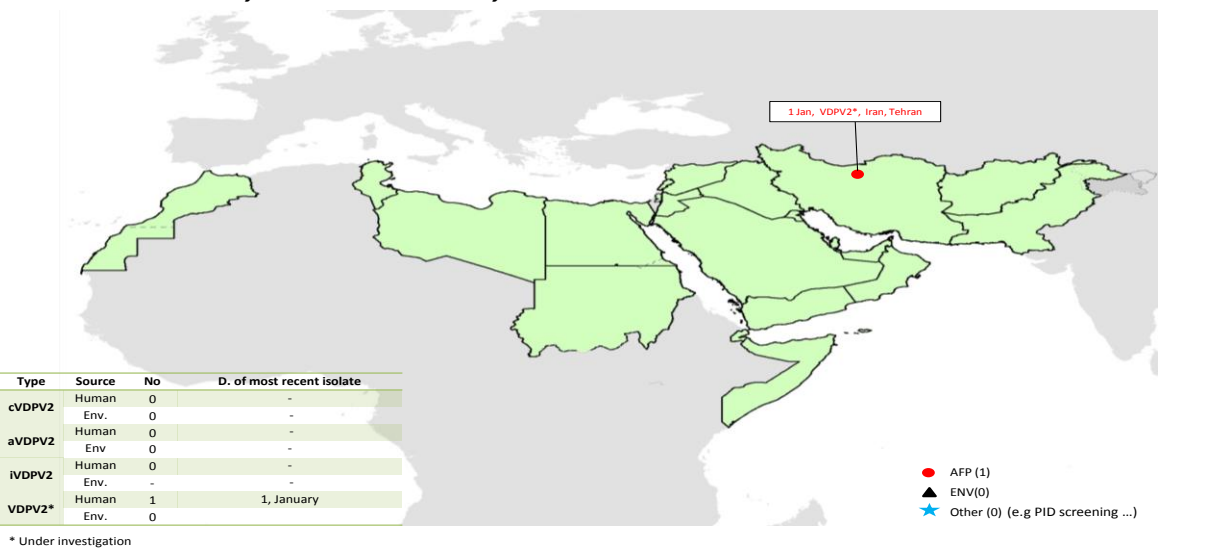 1 Jan, VDPV2*, Iran, Tehran
Type Source No D. of most recent isolate
cVDPV2 Human 0 -
Env. 0 -
aVDPV2 Human 0 -
Env 0 -
iVDPV2 Human 0 -
Env. - -
VDPV2* Human 1 1, January
Env. 0
* Under investigation
AFP (1)
ENV(0)
Other (0) (e.g PID screening ...)